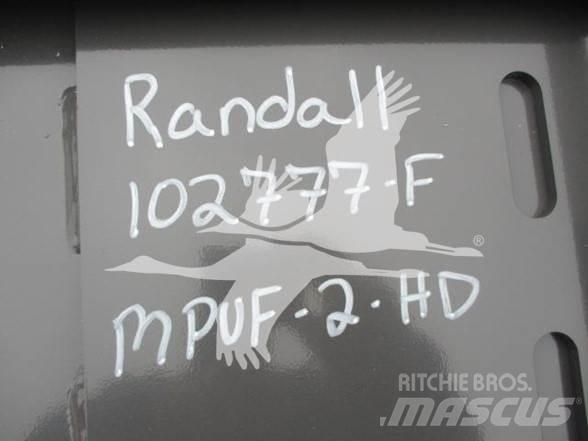 Randall
102777-F
MPUF-2-HD
®
RITCHIE BROS.
MASCUS